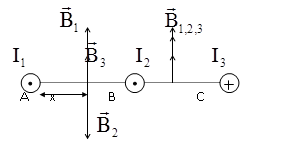 B⃗₁ B⃗₁,₂,₃
I₁ B⃗₃ I₂ I₃
A x B C
B⃗₂